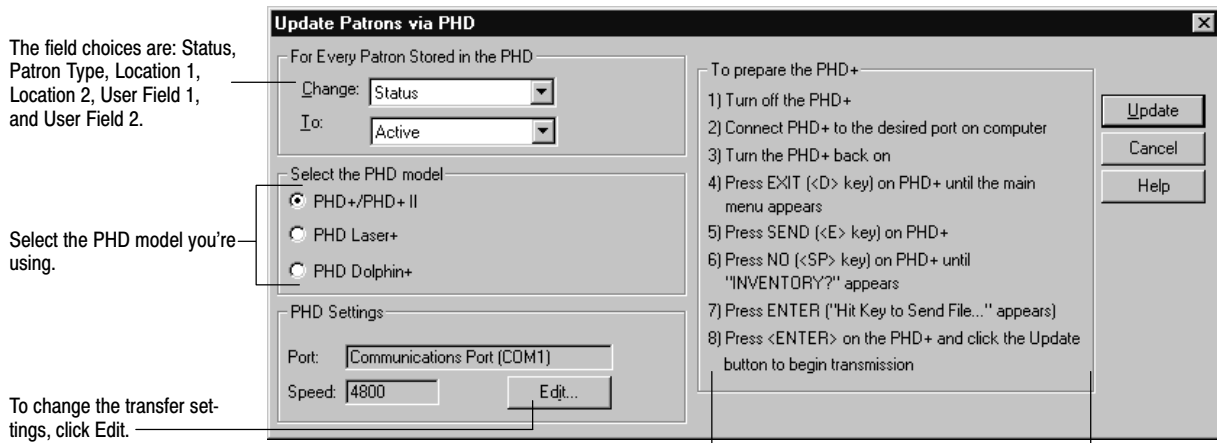 Update Patrons via PHD
The field choices are: Status,
Patron Type, Location 1,
Location 2, User Field 1,
and User Field 2.
For Every Patron Stored in the PHD
Change: Status
To: Active
Select the PHD model you're
using.
Select the PHD model
PHD+/PHD+ II
PHD Laser+
PHD Dolphin+
To change the transfer set-
tings, click Edit.
PHD Settings
Port: Communications Port (COM1)
Speed: 4800
Edit...
To prepare the PHD+
1) Turn off the PHD+
2) Connect PHD+ to the desired port on computer
3) Turn the PHD+ back on
4) Press EXIT (<D> key) on PHD+ until the main
menu appears
5) Press SEND (<E> key) on PHD+
6) Press NO (<SP> key) on PHD+ until
"INVENTORY?" appears
7) Press ENTER ("Hit Key to Send File..." appears)
8) Press <ENTER> on the PHD+ and click the Update
button to begin transmission
Update
Cancel
Help